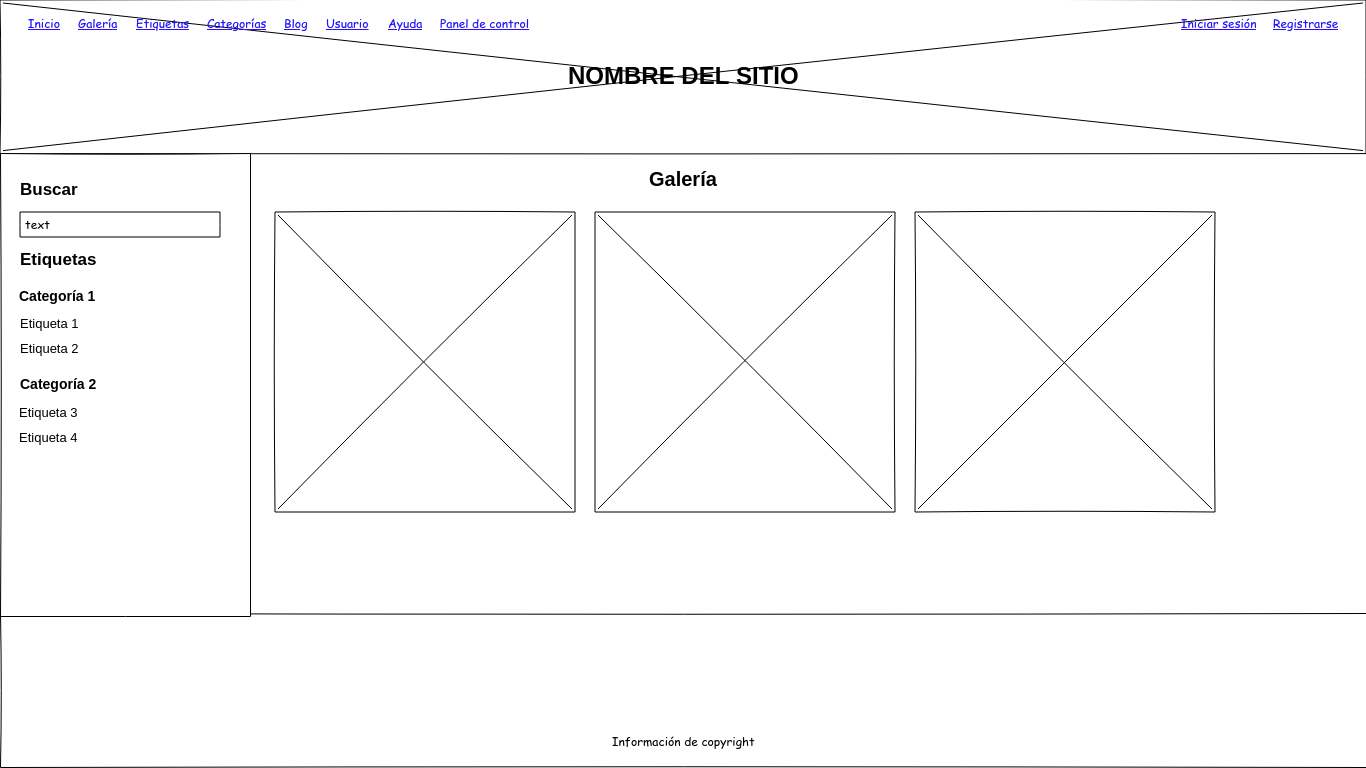 Inicio Galería Etiquetas Categorías Blog Usuario Ayuda Panel de control Iniciar sesión Registrarse
NOMBRE DEL SITIO
Buscar
text
Etiquetas
Categoría 1
Etiqueta 1
Etiqueta 2
Categoría 2
Etiqueta 3
Etiqueta 4
Galería
Información de copyright